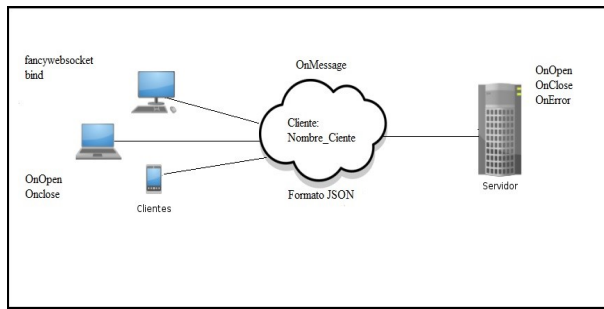 fancywebsocket
bind
OnMessage
OnOpen
OnClose
OnError
Cliente:
Nombre_Ciente
OnOpen
Onclose
Clientes
Formato JSON
Servidor